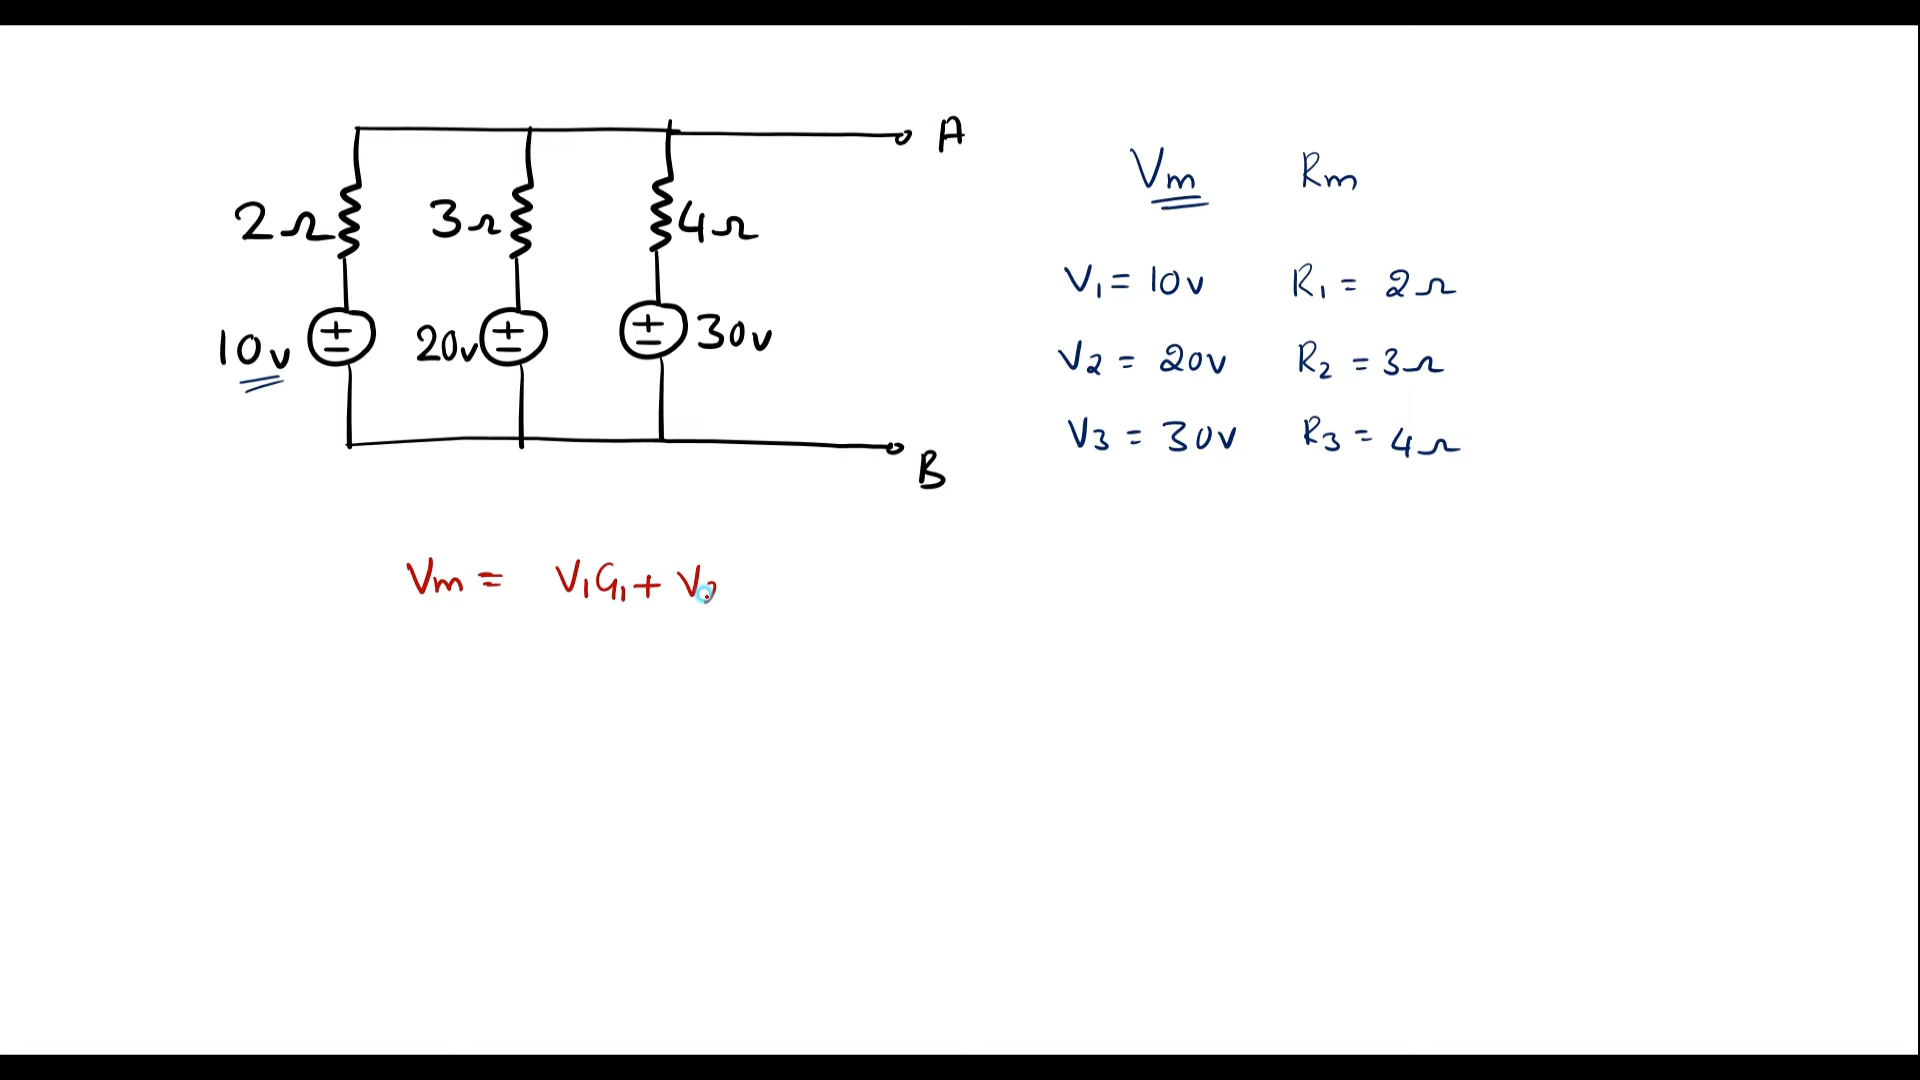 A
2Ω 3Ω 4Ω
10v 20v 30v
B
Vm Rm
V1 = 10v R1 = 2Ω
V2 = 20v R2 = 3Ω
V3 = 30v R3 = 4Ω
Vm = V1G1 + V2